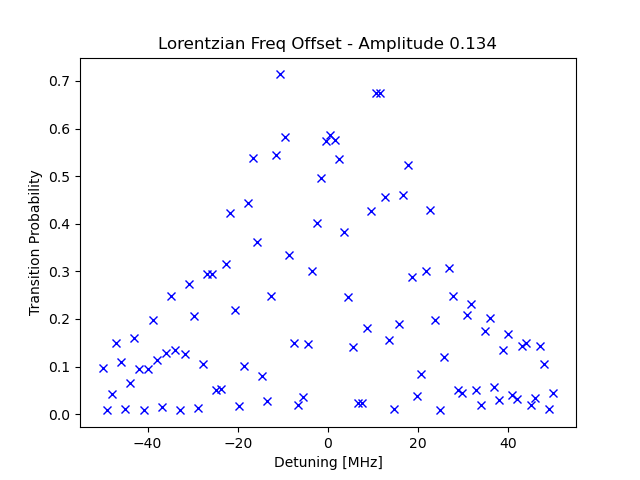 Lorentzian Freq Offset - Amplitude 0.134
Transition Probability
0.7
0.6
0.5
0.4
0.3
0.2
0.1
0.0
−40 −20 0 20 40
Detuning [MHz]